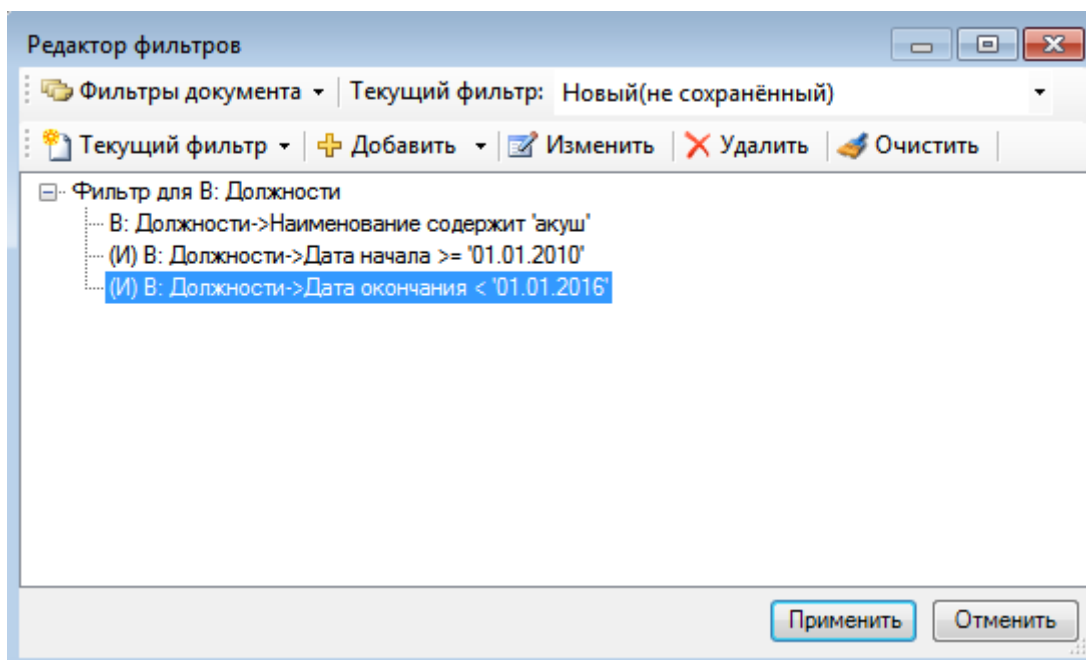 Редактор фильтров
Фильтры документа Текущий фильтр: Новый(не сохранённый)
Текущий фильтр Добавить Изменить Удалить Очистить
Фильтр для В: Должности
В: Должности->Наименование содержит 'акуш'
(И) В: Должности->Дата начала >= '01.01.2010'
(И) В: Должности->Дата окончания < '01.01.2016'
Применить Отменить